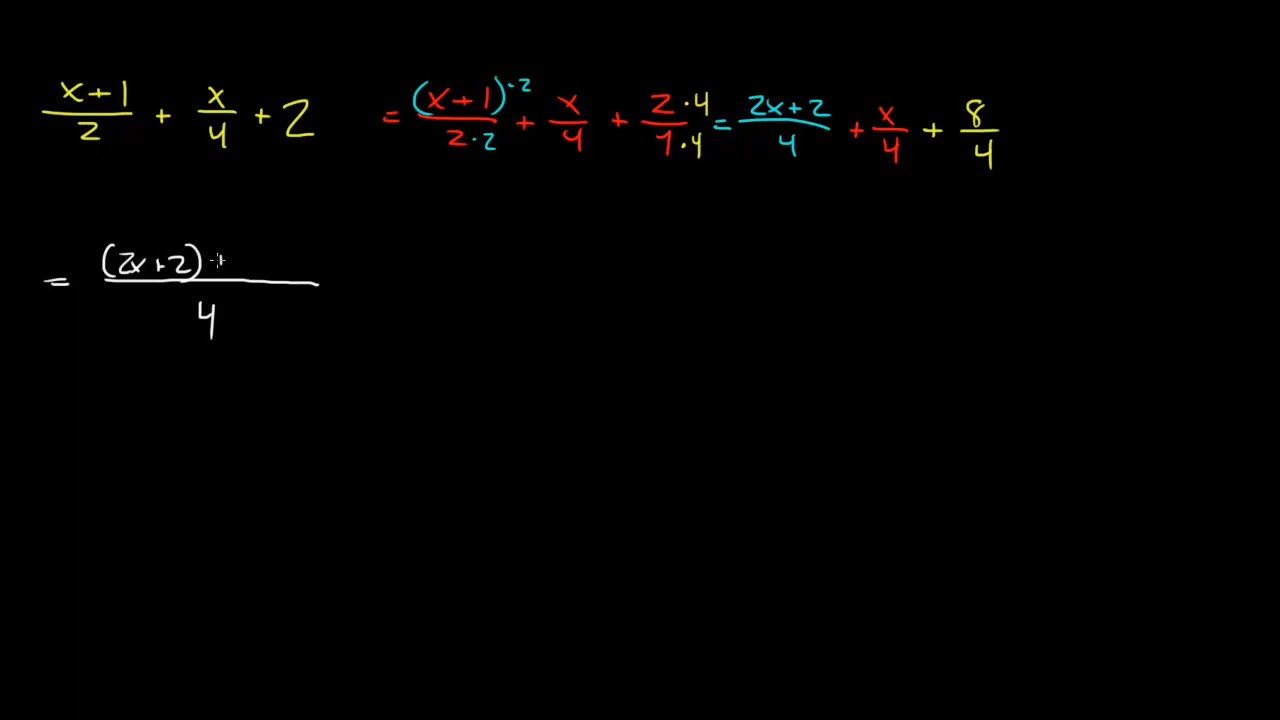 x+1/2 + x/4 + 2 = (x+1)·2/2·2 + x/4 + 2·4/1·4 = 2x+2/4 + x/4 + 8/4
= (2x+2) +/4